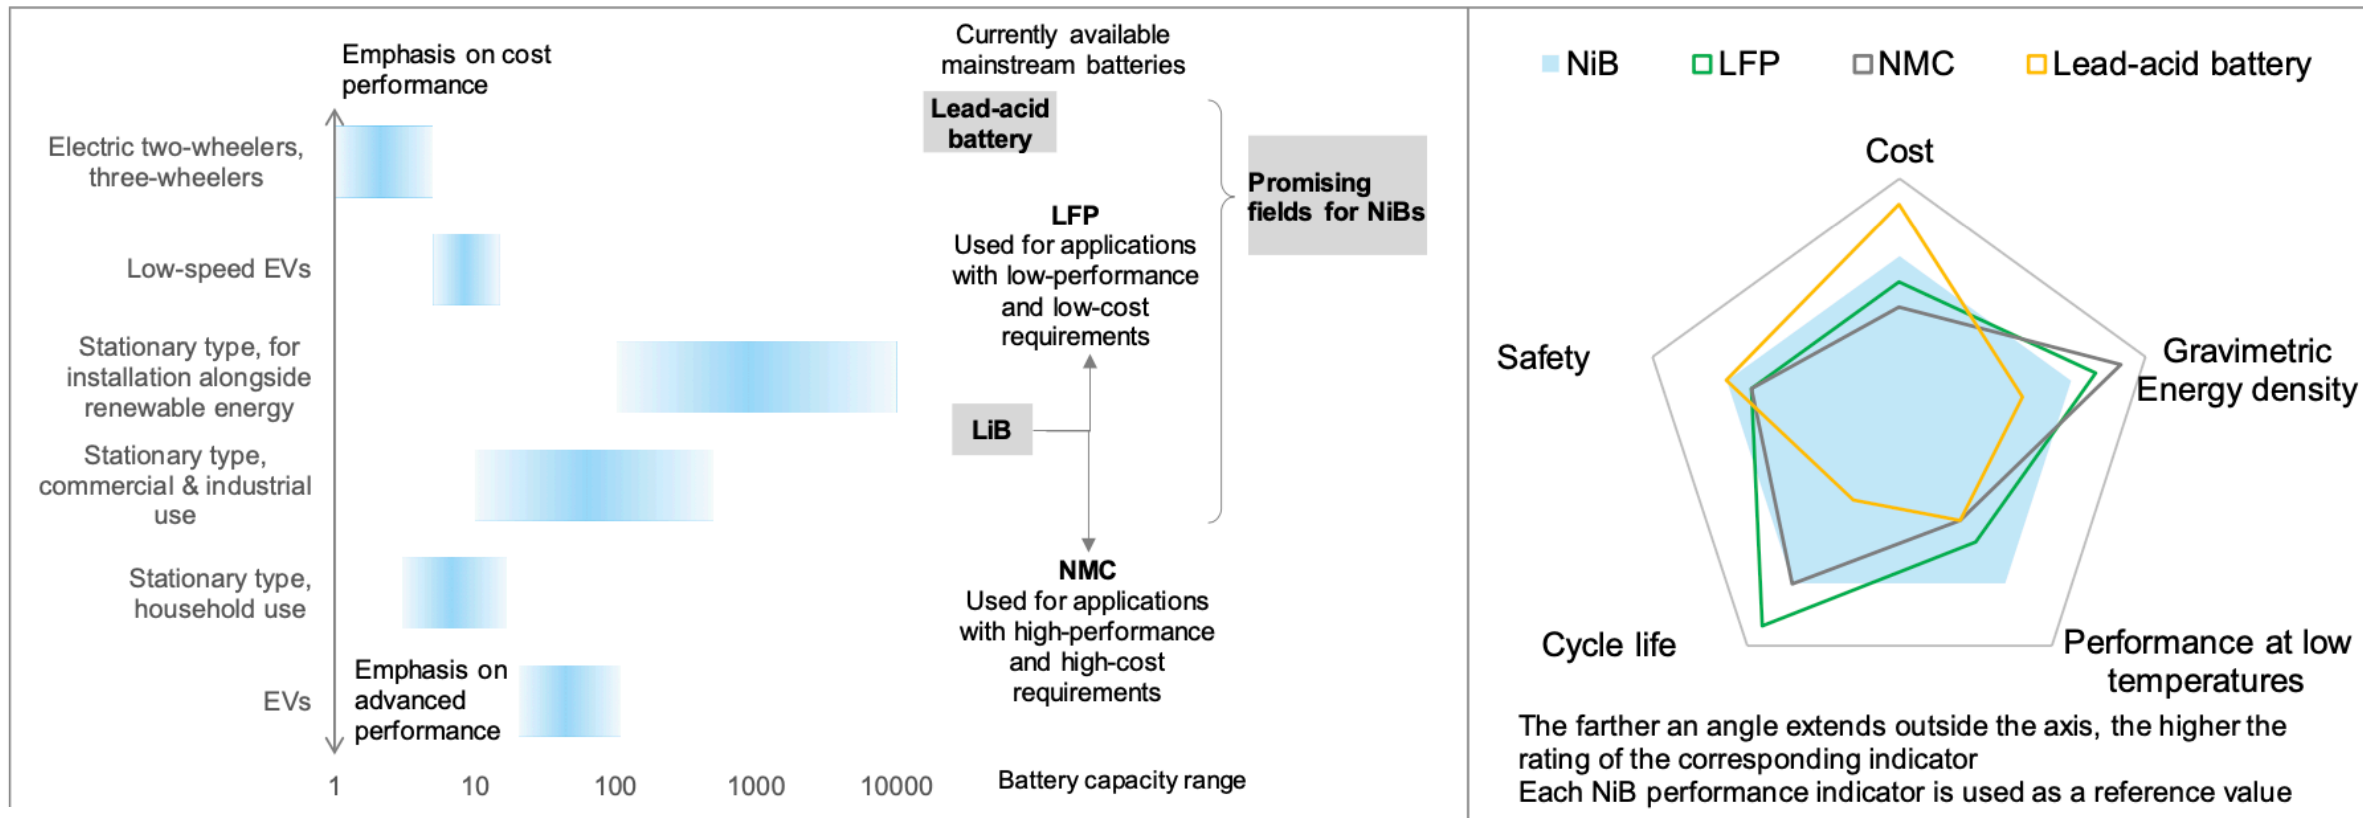 Emphasis on cost
performance
Electric two-wheelers,
three-wheelers
Low-speed EVs
Stationary type, for
installation alongside
renewable energy
Stationary type,
commercial & industrial
use
Stationary type,
household use
EVs
Emphasis on
advanced
performance
1
10
100
1000
10000
Battery capacity range
Currently available
mainstream batteries
Lead-acid
battery
LFP
Used for applications
with low-performance
and low-cost
requirements
LiB
NMC
Used for applications
with high-performance
and high-cost
requirements
Promising
fields for NiBs
NiB
LFP
NMC
Lead-acid battery
Cost
Safety
Gravimetric
Energy density
Cycle life
Performance at low
temperatures
The farther an angle extends outside the axis, the higher the
rating of the corresponding indicator
Each NiB performance indicator is used as a reference value